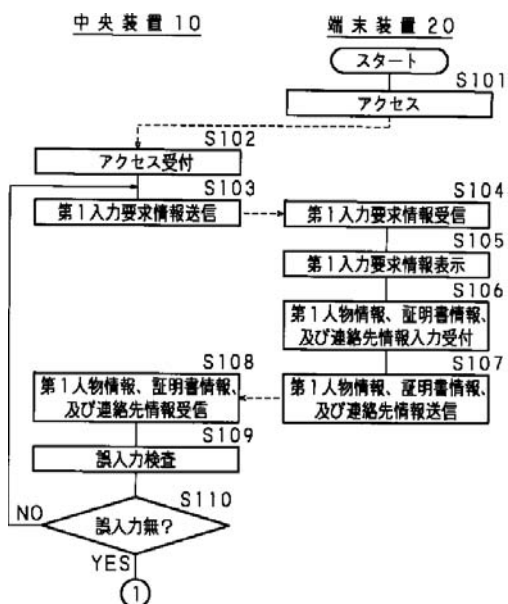 中央装置10
端末装置20
スタート
S101
アクセス
S102
アクセス受付
S103
第1入力要求情報送信
S104
第1入力要求情報受信
S105
第1入力要求情報表示
S106
第1人物情報、証明書情報、
及び連絡先情報入力受付
S107
第1人物情報、証明書情報、
及び連絡先情報送信
S108
第1人物情報、証明書情報、
及び連絡先情報受信
S109
誤入力検査
S110
誤入力無?
NO
YES
1